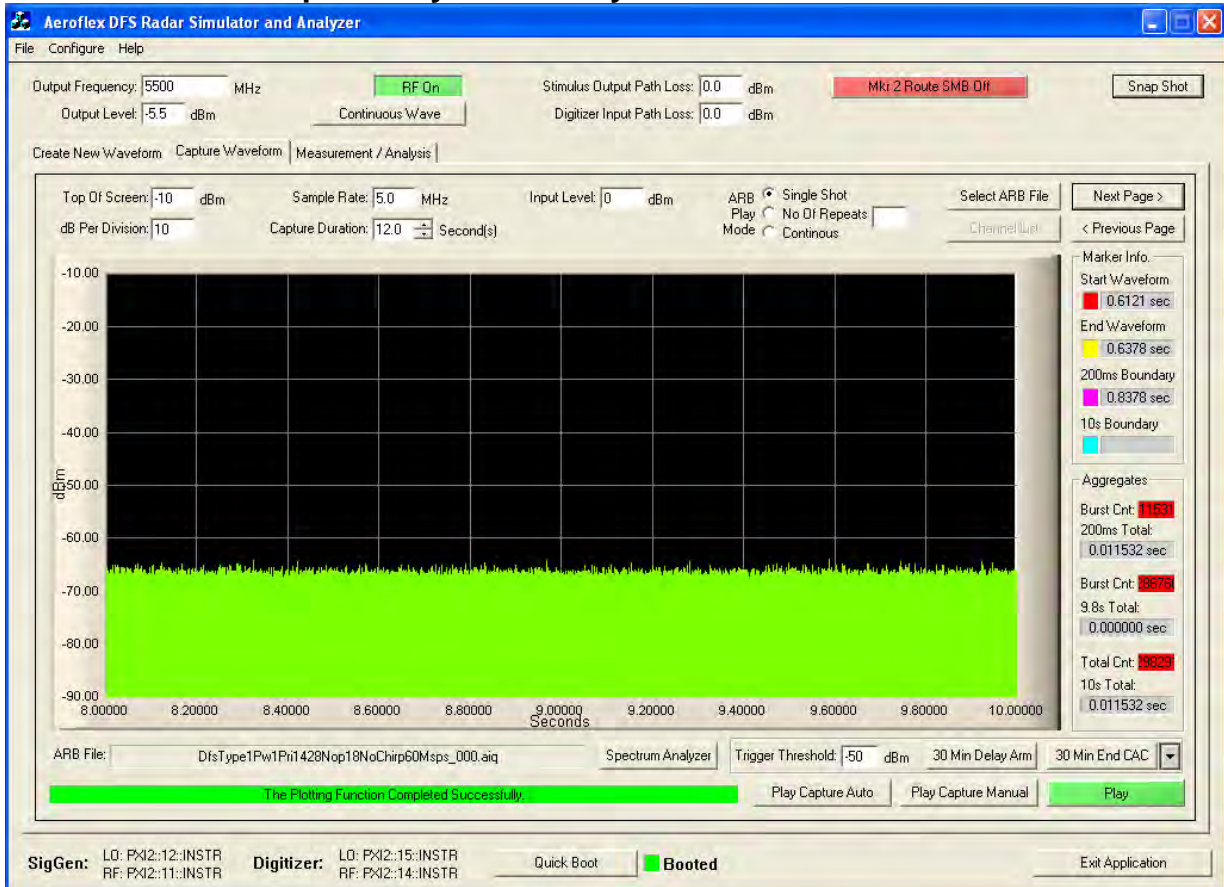 Aeroflex DFS Radar Simulator and Analyzer
File Configure Help
Output Frequency: 5500 MHz RF On Stimulus Output Path Loss: 0.0 dBm Mkr 2 Route SMB Off Snap Shot
Output Level: -5.5 dBm Continuous Wave Digitizer Input Path Loss: 0.0 dBm
Create New Waveform Capture Waveform Measurement / Analysis
Top Of Screen: -10 dBm Sample Rate: 5.0 MHz Input Level: 0 dBm ARB Play Mode Single Shot Select ARB File Next Page >
No Of Repeats
dB Per Division: 10 Capture Duration: 12.0 Second(s) Continous Channel List < Previous Page
Marker Info.
Start Waveform
0.6121 sec
End Waveform
0.6378 sec
200ms Boundary
0.8378 sec
10s Boundary
Aggregates
Burst Cnt: 11531
200ms Total:
0.011532 sec
Burst Cnt:
9.8s Total:
0.000000 sec
Total Cnt:
10s Total:
0.011532 sec
-10.00
-20.00
-30.00
-40.00
-50.00
-60.00
-70.00
-80.00
-90.00
dBm
8.00000 8.20000 8.40000 8.60000 8.80000 9.00000 9.20000 9.40000 9.60000 9.80000 10.00000
Seconds
ARB File: DfsType1Pw1Pri1428Nop18NoChirp60Msps_000.aiq Spectrum Analyzer Trigger Threshold: -50 dBm 30 Min Delay Arm 30 Min End CAC
The Plotting Function Completed Successfully. Play Capture Auto Play Capture Manual Play
SigGen: LO: PXI2::12::INSTR Digitizer: LO: PXI2::15::INSTR Quick Boot Booted Exit Application
RF: PXI2::11::INSTR RF: PXI2::14::INSTR